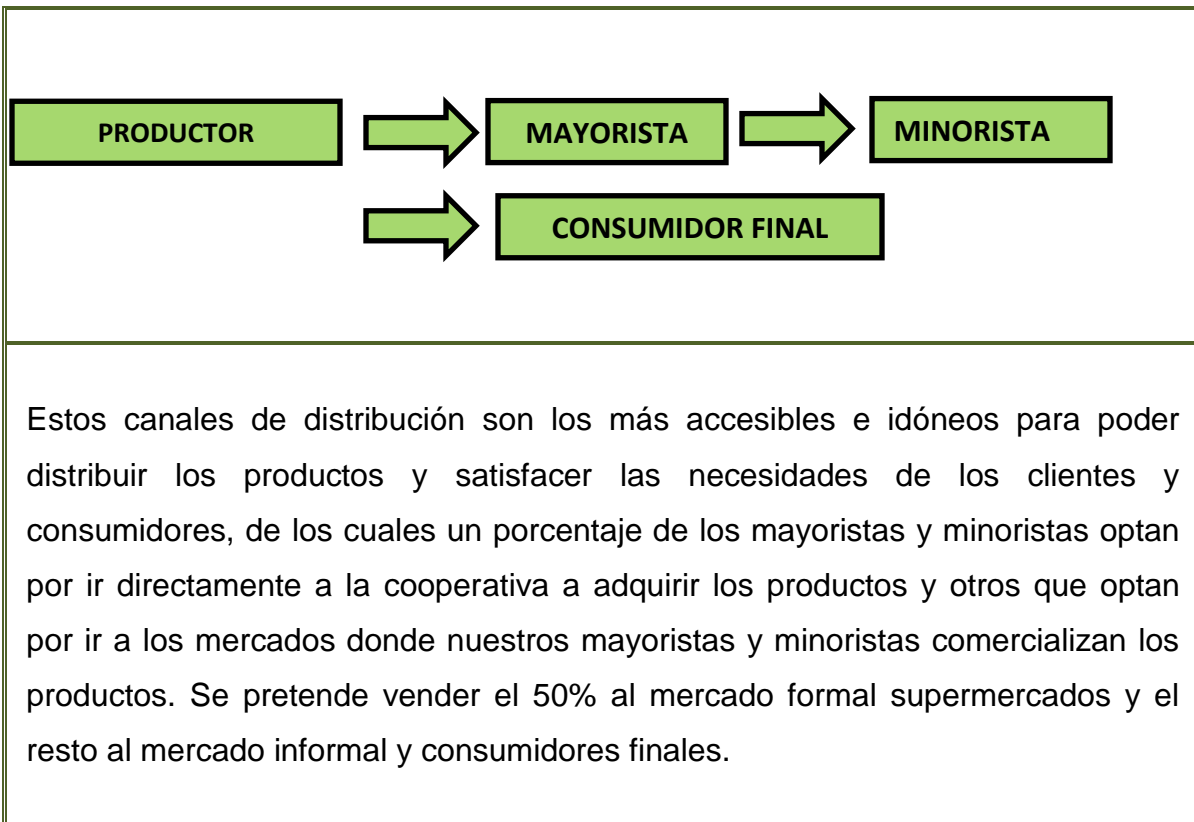 PRODUCTOR MAYORISTA MINORISTA
CONSUMIDOR FINAL
Estos canales de distribución son los más accesibles e idóneos para poder
distribuir los productos y satisfacer las necesidades de los clientes y
consumidores, de los cuales un porcentaje de los mayoristas y minoristas optan
por ir directamente a la cooperativa a adquirir los productos y otros que optan
por ir a los mercados donde nuestros mayoristas y minoristas comercializan los
productos. Se pretende vender el 50% al mercado formal supermercados y el
resto al mercado informal y consumidores finales.